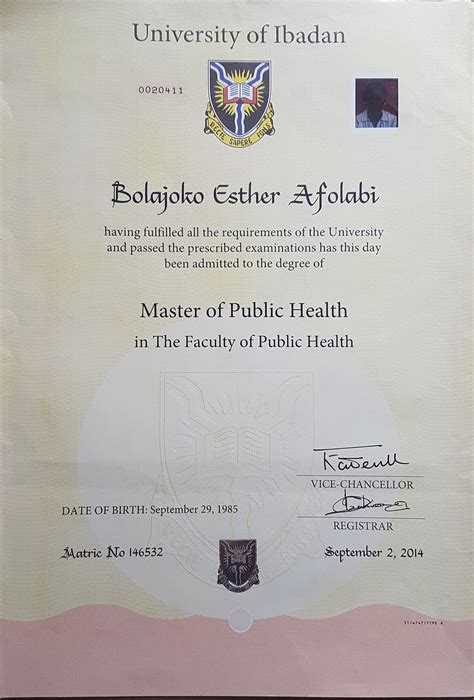 University of Ibadan
0020411
RECTE SAPERE FONS
Bolajoko Esther Afolabi
having fulfilled all the requirements of the University
and passed the prescribed examinations has this day
been admitted to the degree of
Master of Public Health
in The Faculty of Public Health
VICE-CHANCELLOR
DATE OF BIRTH: September 29, 1985
REGISTRAR
Matric No 146532
September 2, 2014